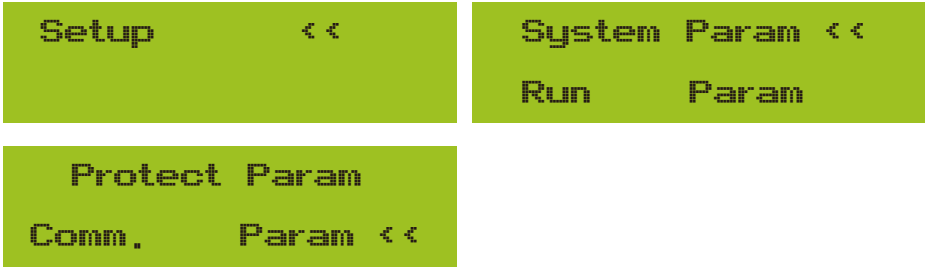 Setup <<
System Param <<
Run Param
Protect Param
Comm. Param <<